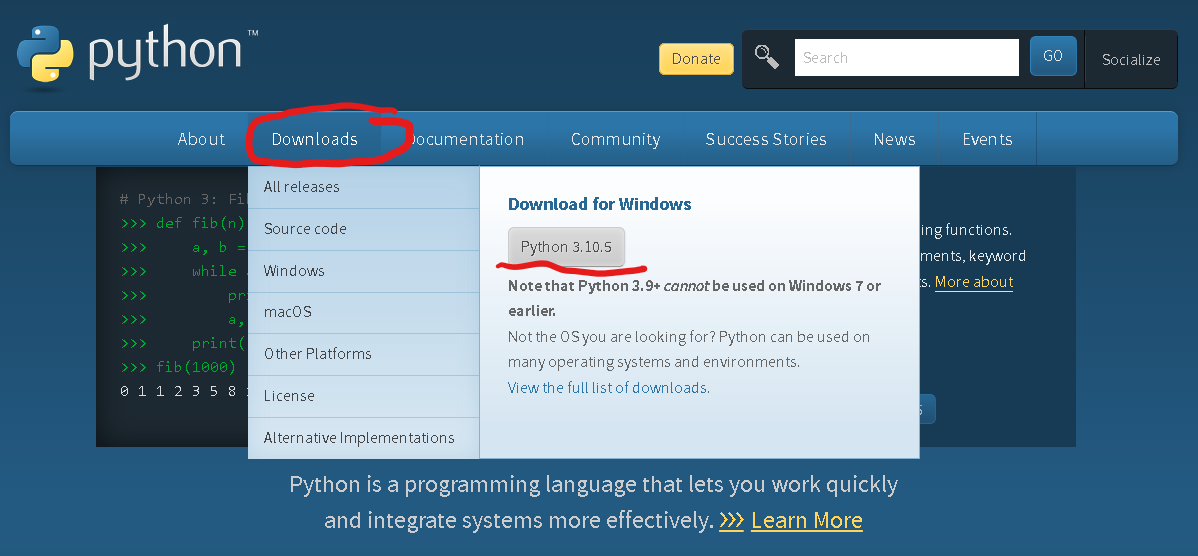 python™
Donate
Search
GO
Socialize
About
Downloads
Documentation
Community
Success Stories
News
Events
All releases
Source code
Windows
macOS
Other Platforms
License
Alternative Implementations
Download for Windows
Python 3.10.5
Note that Python 3.9+ cannot be used on Windows 7 or
earlier.
Not the OS you are looking for? Python can be used on
many operating systems and environments.
View the full list of downloads.
# Python 3:
>>> def fib(n)
>>> a, b =
>>> while
>>>
>>> a,
>>> print(
>>> fib(1000)
0 1 1 2 3 5 8
functions.
keyword
More about
Python is a programming language that lets you work quickly
and integrate systems more effectively. >>> Learn More